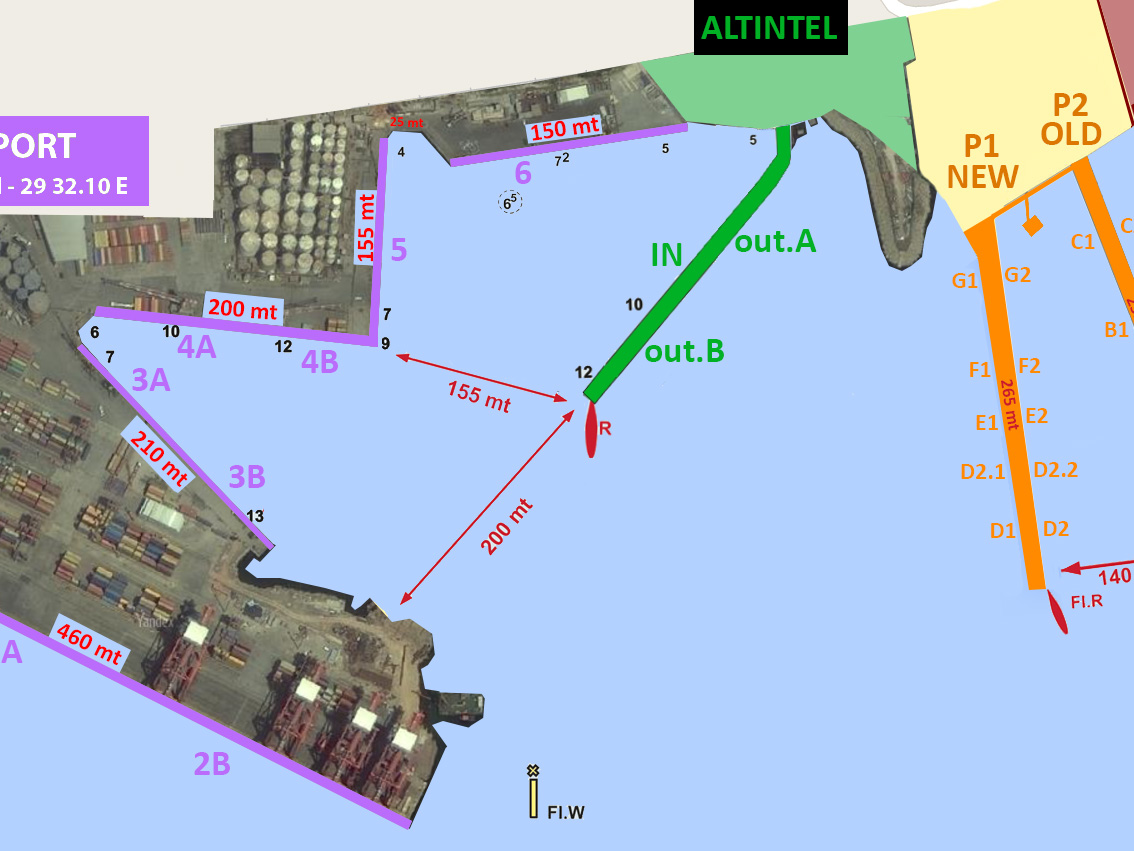 ALTINTEL
PORT
- 29 32.10 E
P2
OLD
P1
NEW
25 mt
150 mt
4
5
5
6
7²
6⁵
155 mt
5
IN
out.A
C1
C
G1
G2
B1
200 mt
10
7
6
10
12
9
4A
4B
7
3A
12
out.B
155 mt
R
F1
F2
265 mt
E1
E2
210 mt
3B
13
D2.1
D2.2
200 mt
D1
D2
140
Fl.R
Yandex
460 mt
A
2B
Fl.W